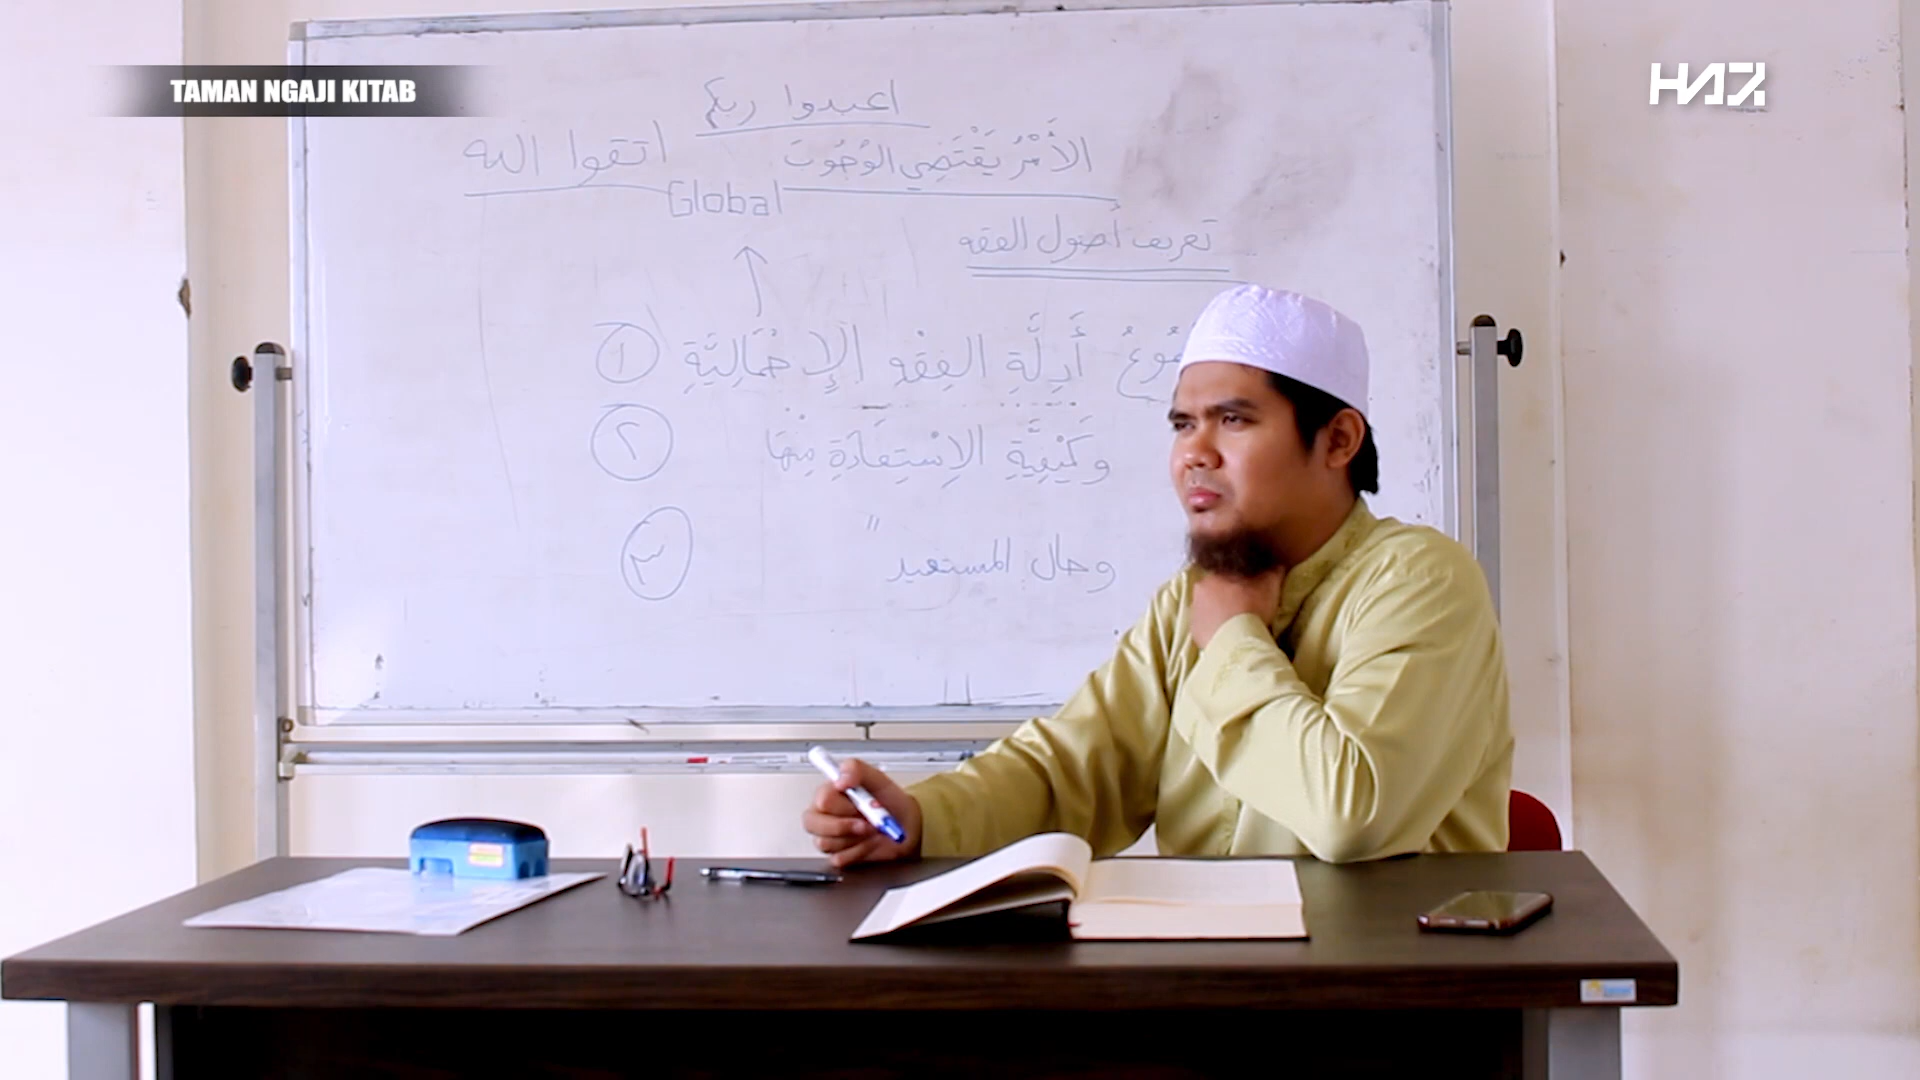 TAMAN NGAJI KITAB
HAZ
اعبدوا ربكم
الأَمْرُ يَقْتَضِي الوُجُوبَ
اتقوا الله
Global
تعريف أصول الفقه
أَدِلَّةِ الفِقْهِ الإِجْمَالِيَّةِ ١
وَكَيْفِيَّةِ الاِسْتِفَادَةِ مِنْهَا ٢
وحال المستفيد ٣